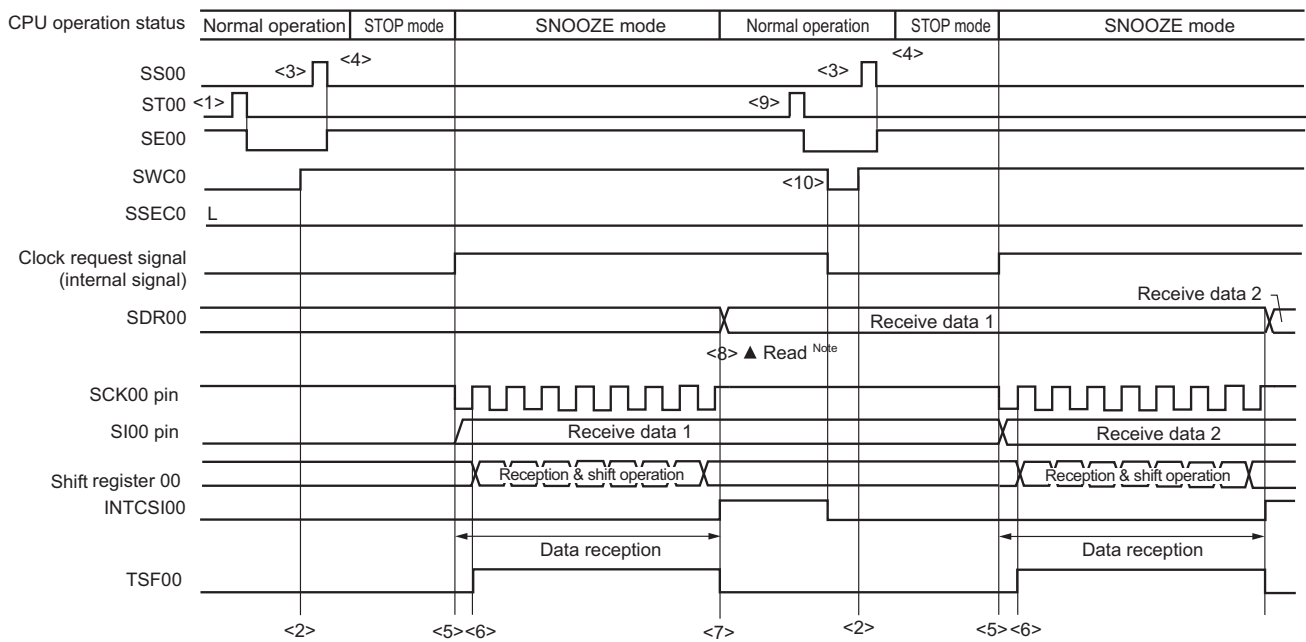 CPU operation status Normal operation STOP mode SNOOZE mode Normal operation STOP mode SNOOZE mode
<3> <4> <3> <4>
SS00
<1> <9>
ST00
SE00
SWC0 <10>
SSEC0 L
Clock request signal
(internal signal)
Receive data 2
SDR00 Receive data 1
<8> ▲ Read Note
SCK00 pin
SI00 pin Receive data 1 Receive data 2
Shift register 00 Reception & shift operation Reception & shift operation
INTCSI00
Data reception Data reception
TSF00
<2> <5> <6> <7> <2> <5> <6>